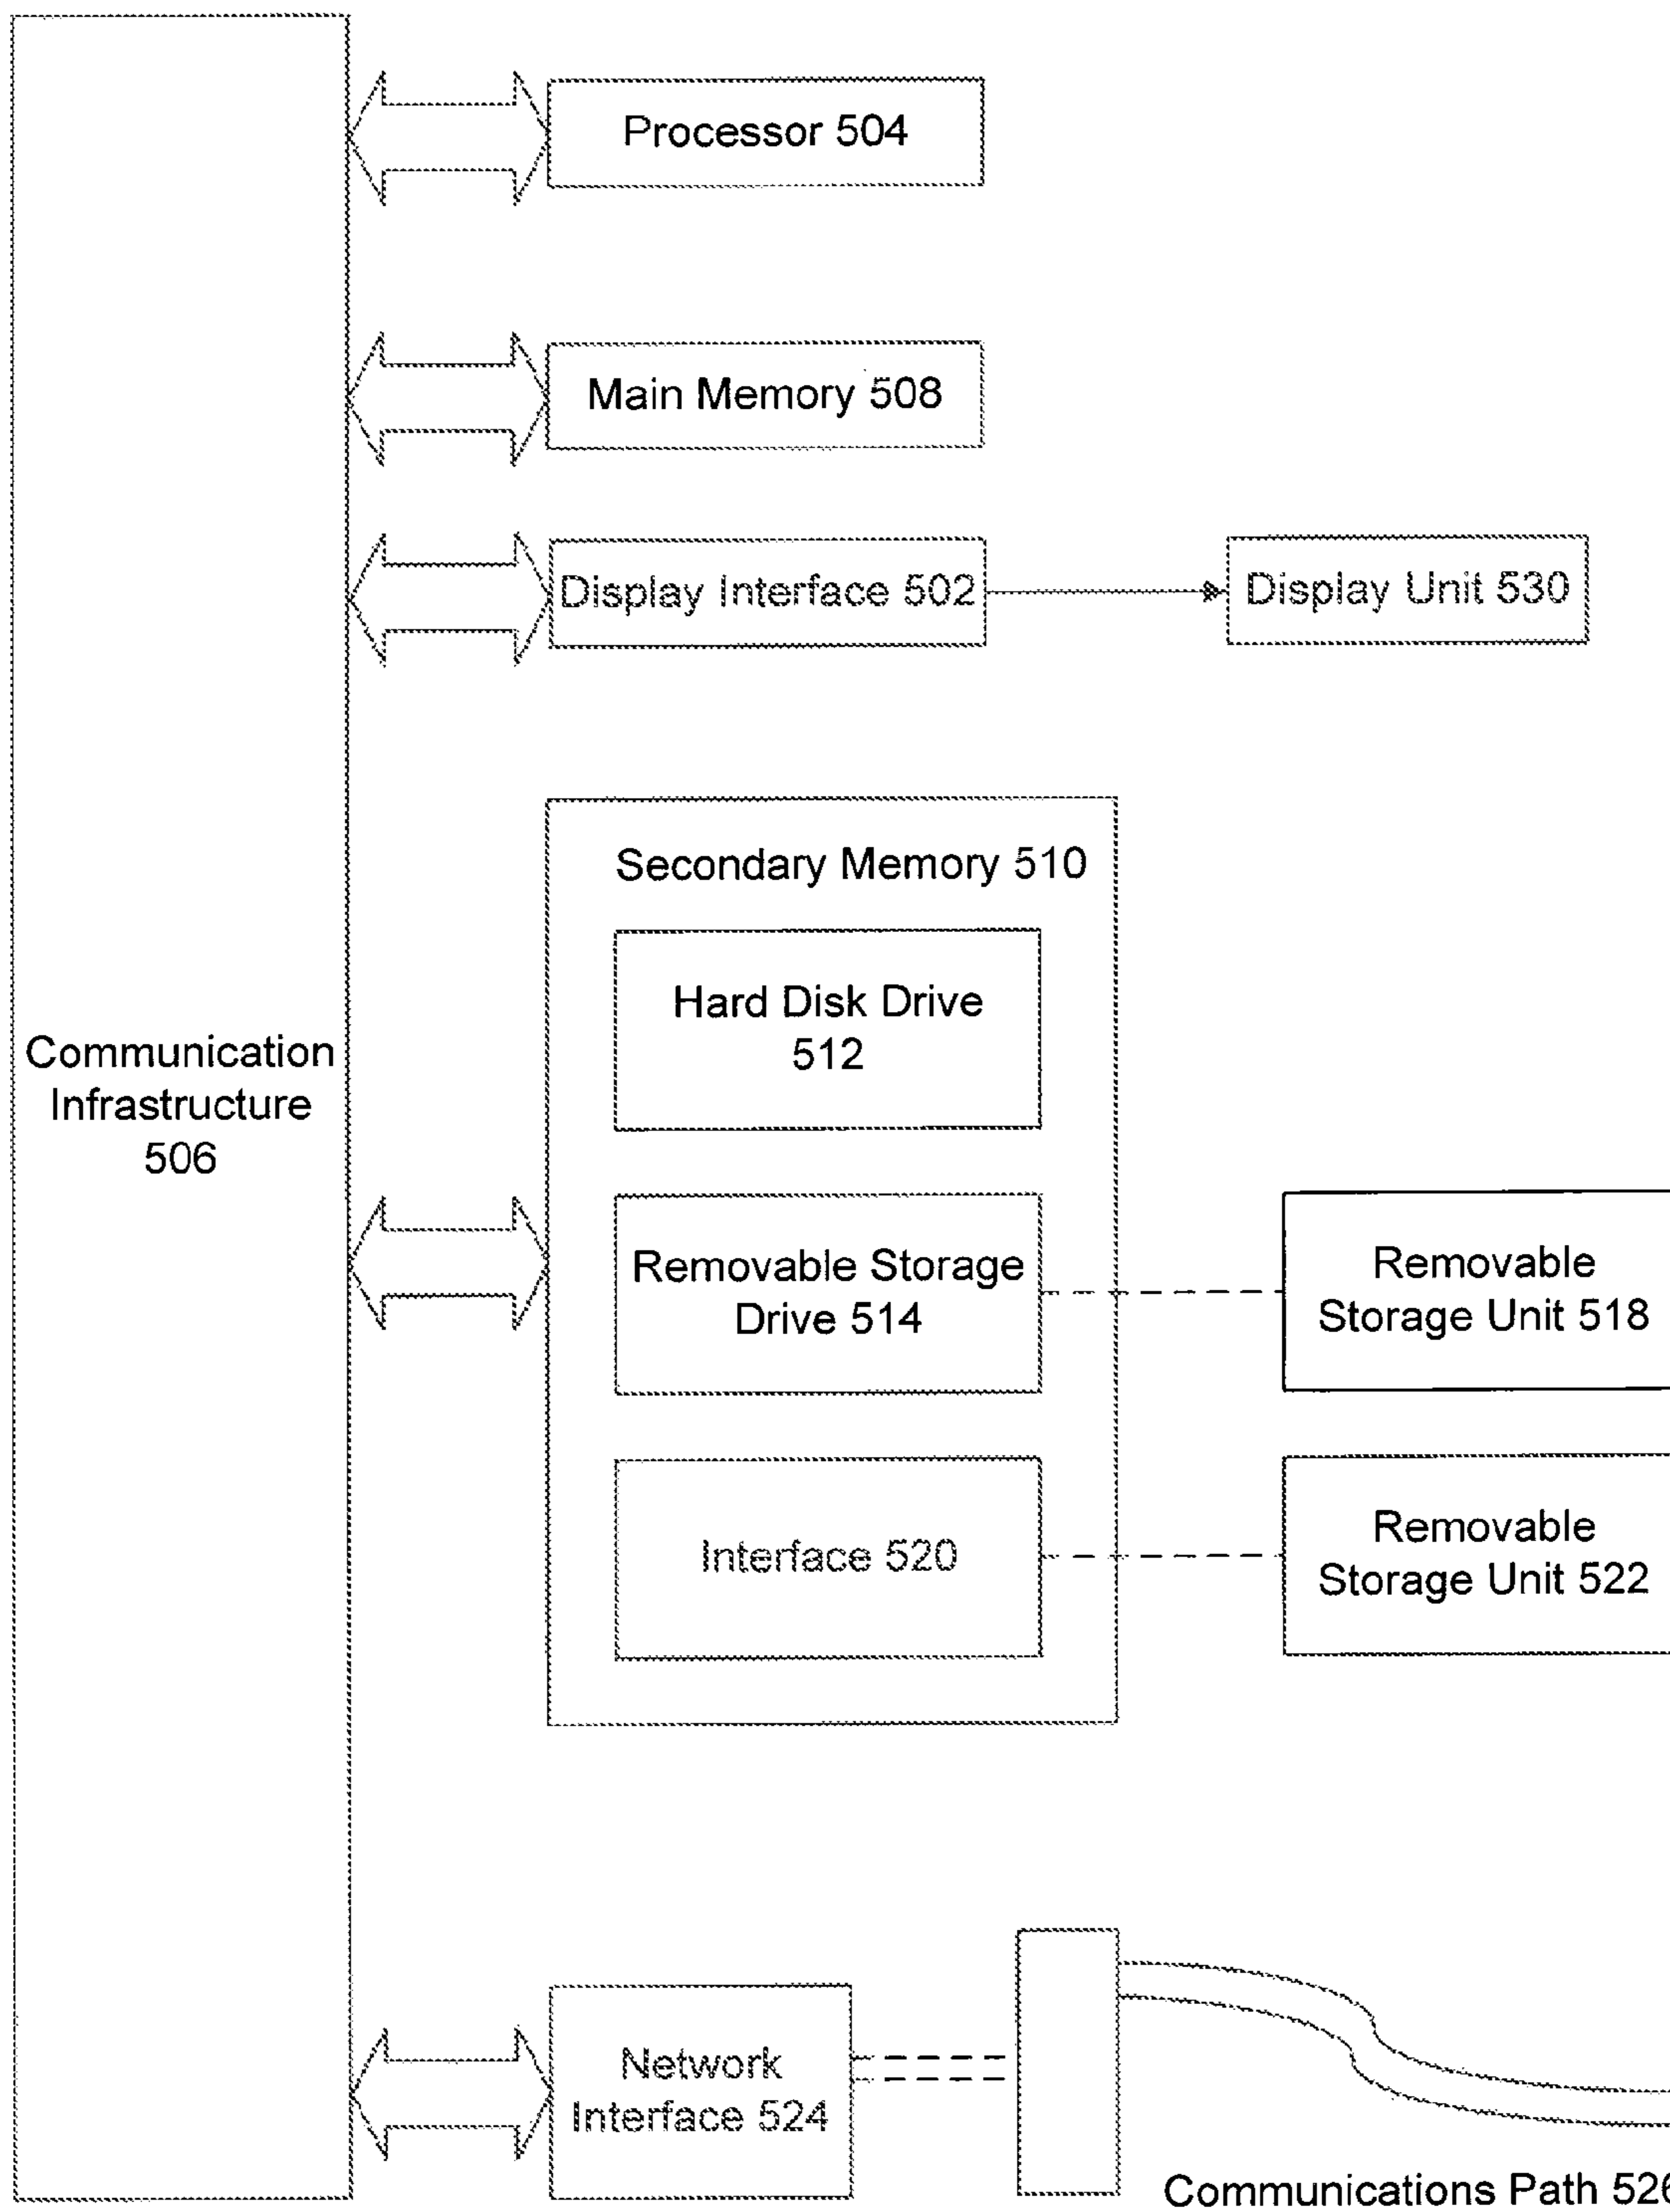 Processor 504
Main Memory 508
Display Interface 502
Display Unit 530
Secondary Memory 510
Hard Disk Drive
512
Communication
Infrastructure
506
Removable Storage
Drive 514
Removable
Storage Unit 518
Interface 520
Removable
Storage Unit 522
Network
Interface 524
Communications Path 526